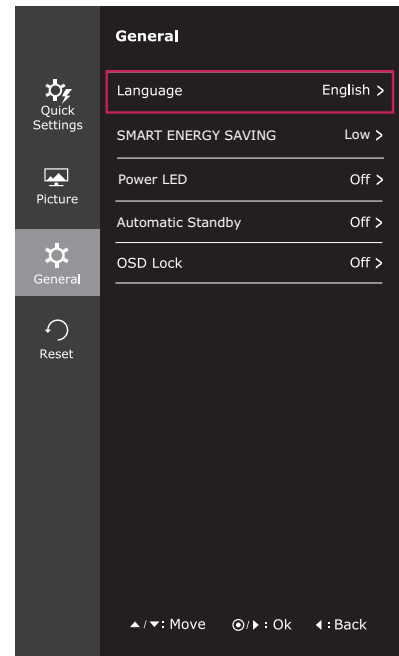 General
Quick
Settings
Picture
General
Reset
Language English >
SMART ENERGY SAVING Low >
Power LED Off >
Automatic Standby Off >
OSD Lock Off >
▲/▼: Move ◉/▶ : Ok ◀ : Back